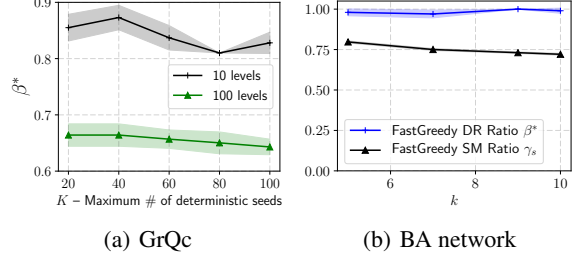 0.9
0.8
0.7
0.6
β*
10 levels
100 levels
20 40 60 80 100
K – Maximum # of deterministic seeds
(a) GrQc
1.00
0.75
0.50
0.25
0.00
FastGreedy DR Ratio β*
FastGreedy SM Ratio γs
6 8 10
k
(b) BA network